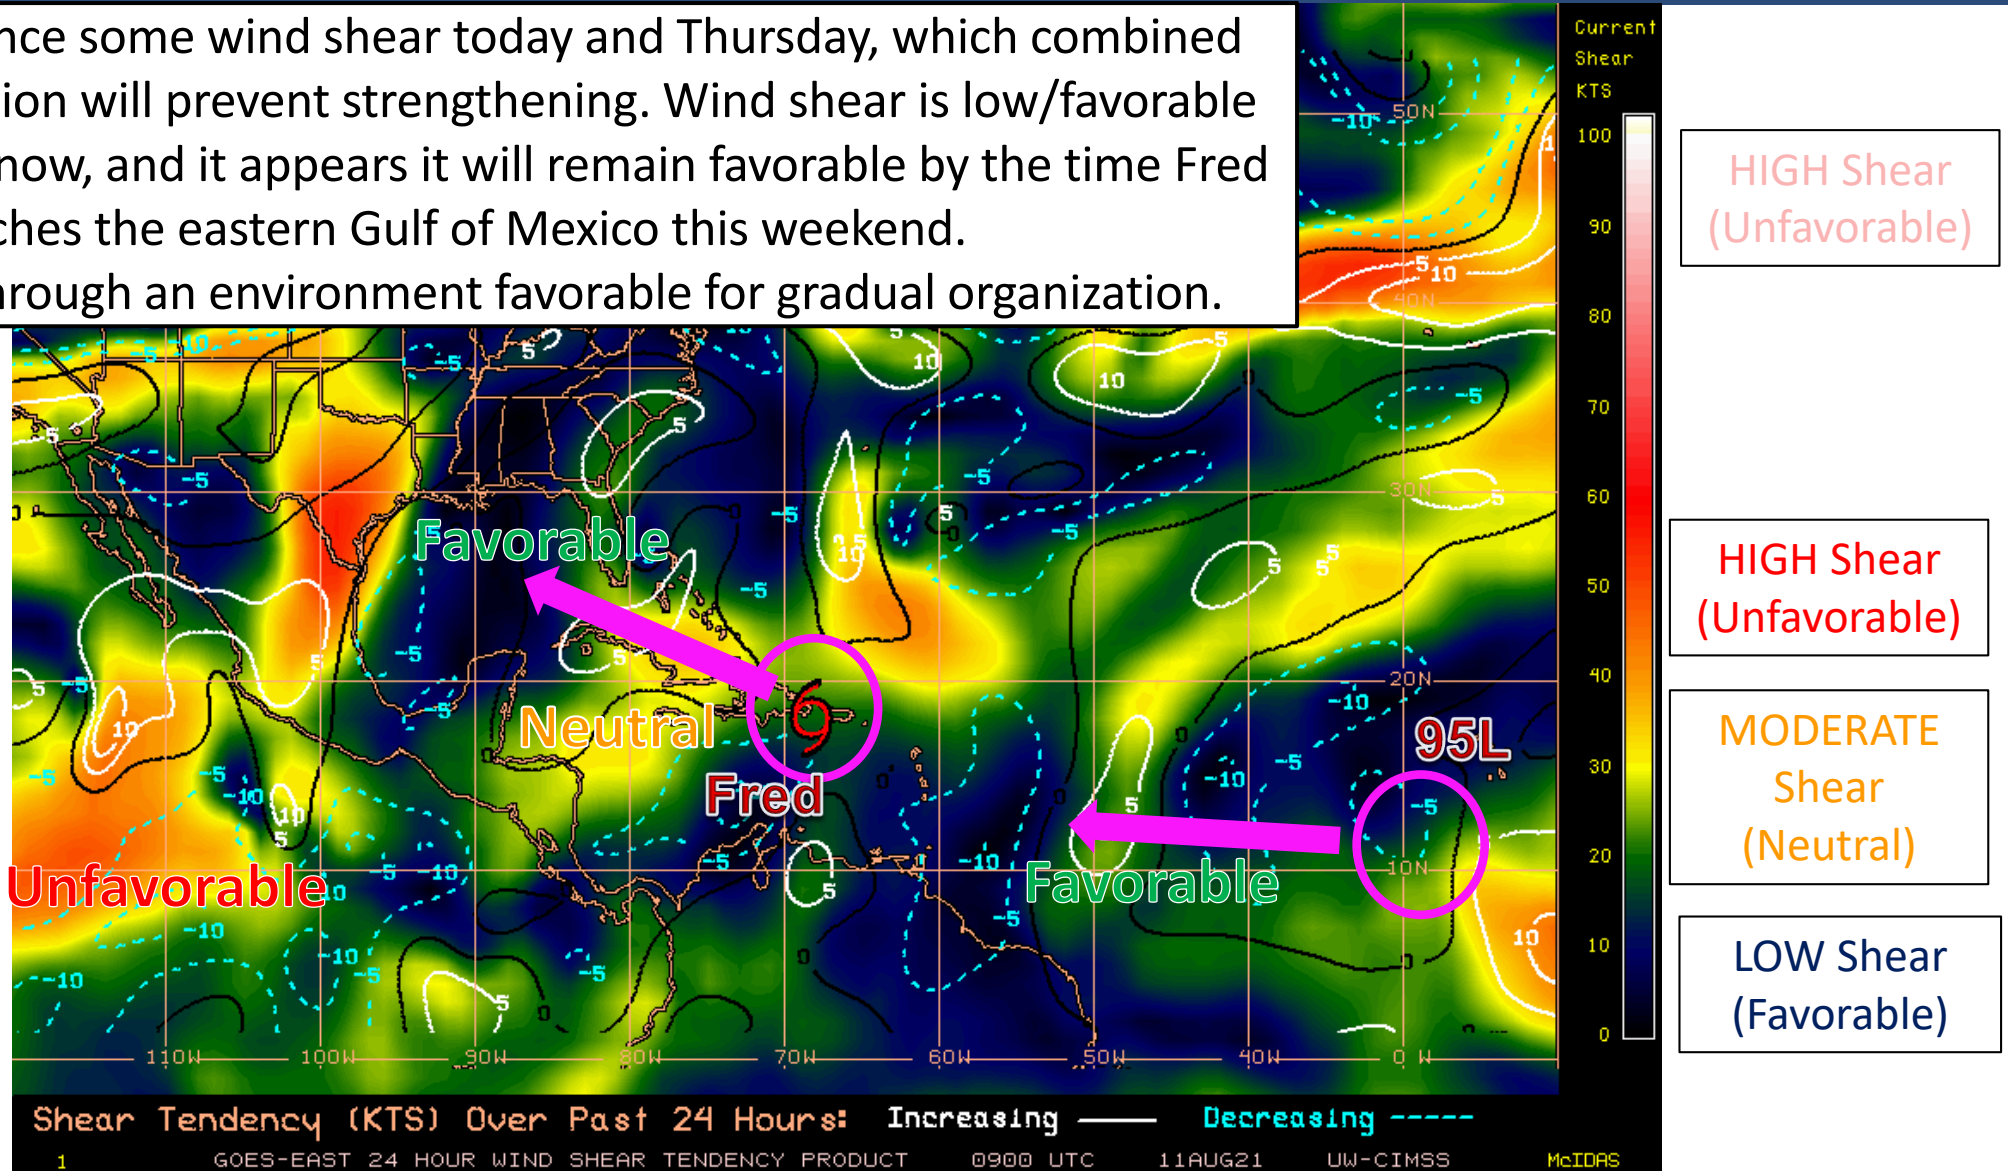 nce some wind shear today and Thursday, which combined
ion will prevent strengthening. Wind shear is low/favorable
now, and it appears it will remain favorable by the time Fred
ches the eastern Gulf of Mexico this weekend.
hrough an environment favorable for gradual organization.
Current
Shear
KTS
100
90
80
70
60
50
40
30
20
10
0
HIGH Shear
(Unfavorable)
HIGH Shear
(Unfavorable)
MODERATE
Shear
(Neutral)
LOW Shear
(Favorable)
50N
40N
30N
20N
10N
Favorable
Neutral
Fred
95L
Favorable
Unfavorable
110W 100W 90W 80W 70W 60W 50W 40W 0 W
Shear Tendency (KTS) Over Past 24 Hours: Increasing Decreasing
1 GOES-EAST 24 HOUR WIND SHEAR TENDENCY PRODUCT 0900 UTC 11AUG21 UW-CIMSS McIDAS